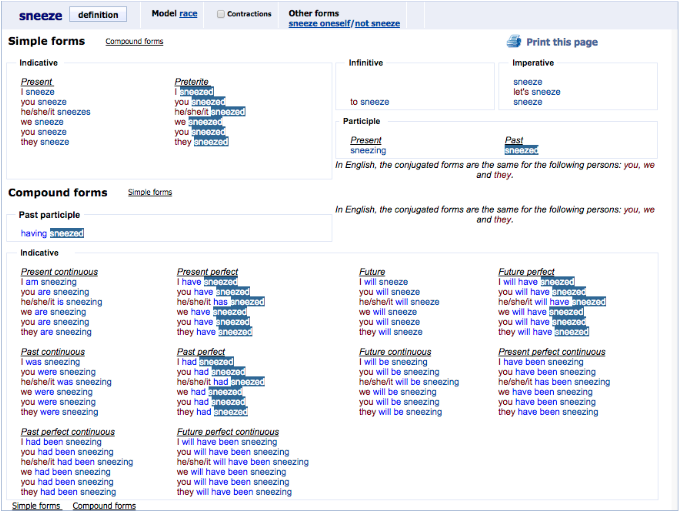 sneeze definition Model race Contractions Other forms
sneeze oneself/not sneeze
Simple forms Compound forms Print this page
Indicative
Present
I sneeze
you sneeze
he/she/it sneezes
we sneeze
you sneeze
they sneeze
Preterite
I sneezed
you sneezed
he/she/it sneezed
we sneezed
you sneezed
they sneezed
Infinitive
to sneeze
Imperative
sneeze
let's sneeze
sneeze
Participle
Present
sneezing
Past
sneezed
In English, the conjugated forms are the same for the following persons: you, we
and they.
Compound forms Simple forms
Past participle
having sneezed
In English, the conjugated forms are the same for the following persons: you, we
and they.
Indicative
Present continuous
I am sneezing
you are sneezing
he/she/it is sneezing
we are sneezing
you are sneezing
they are sneezing
Present perfect
I have sneezed
you have sneezed
he/she/it has sneezed
we have sneezed
you have sneezed
they have sneezed
Future
I will sneeze
you will sneeze
he/she/it will sneeze
we will sneeze
you will sneeze
they will sneeze
Future perfect
I will have sneezed
you will have sneezed
he/she/it will have sneezed
we will have sneezed
you will have sneezed
they will have sneezed
Past continuous
I was sneezing
you were sneezing
he/she/it was sneezing
we were sneezing
you were sneezing
they were sneezing
Past perfect
I had sneezed
you had sneezed
he/she/it had sneezed
we had sneezed
you had sneezed
they had sneezed
Future continuous
I will be sneezing
you will be sneezing
he/she/it will be sneezing
we will be sneezing
you will be sneezing
they will be sneezing
Present perfect continuous
I have been sneezing
you have been sneezing
he/she/it has been sneezing
we have been sneezing
you have been sneezing
they have been sneezing
Past perfect continuous
I had been sneezing
you had been sneezing
he/she/it had been sneezing
we had been sneezing
you had been sneezing
they had been sneezing
Future perfect continuous
I will have been sneezing
you will have been sneezing
he/she/it will have been sneezing
we will have been sneezing
you will have been sneezing
they will have been sneezing
Simple forms Compound forms